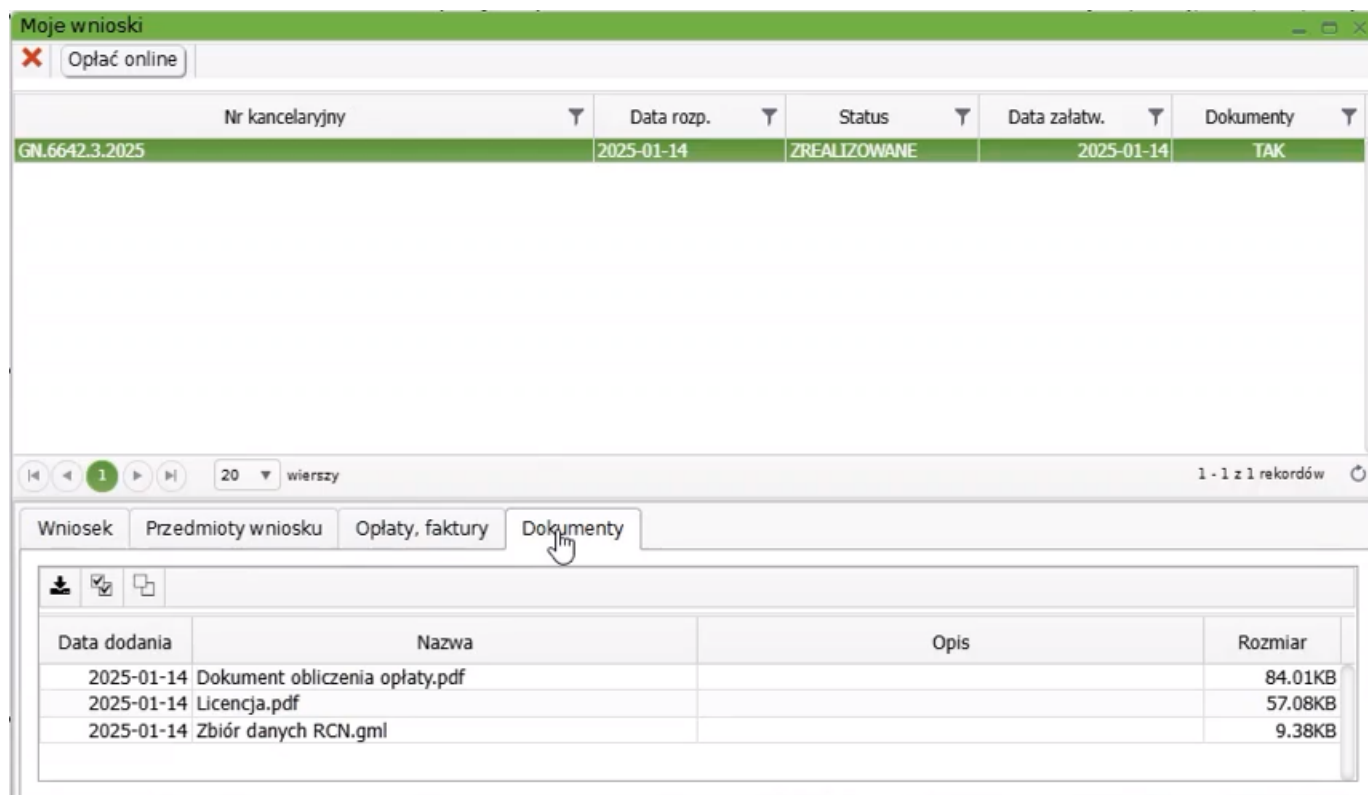 Moje wnioski
Opłać online
Nr kancelaryjny Data rozp. Status Data załatw. Dokumenty
GN.6642.3.2025 2025-01-14 ZREALIZOWANE 2025-01-14 TAK
1 20 wierszy 1 - 1 z 1 rekordów
Wniosek Przedmioty wniosku Opłaty, faktury Dokumenty
Data dodania Nazwa Opis Rozmiar
2025-01-14 Dokument obliczenia opłaty.pdf 84.01KB
2025-01-14 Licencja.pdf 57.08KB
2025-01-14 Zbiór danych RCN.gml 9.38KB